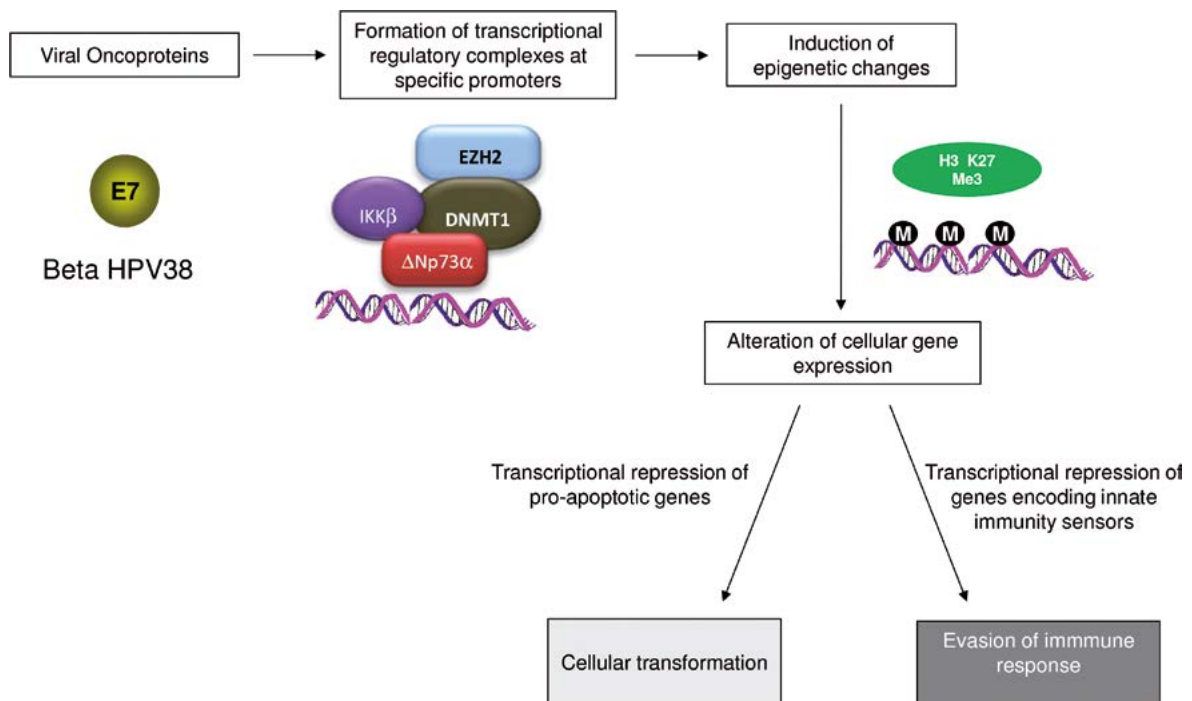 Viral Oncoproteins
Formation of transcriptional
regulatory complexes at
specific promoters
Induction of
epigenetic changes
E7
Beta HPV38
EZH2
IKKβ
DNMT1
ΔNp73α
H3 K27
Me3
M M M
Alteration of cellular gene
expression
Transcriptional repression of
pro-apoptotic genes
Transcriptional repression of
genes encoding innate
immunity sensors
Cellular transformation
Evasion of immmune
response